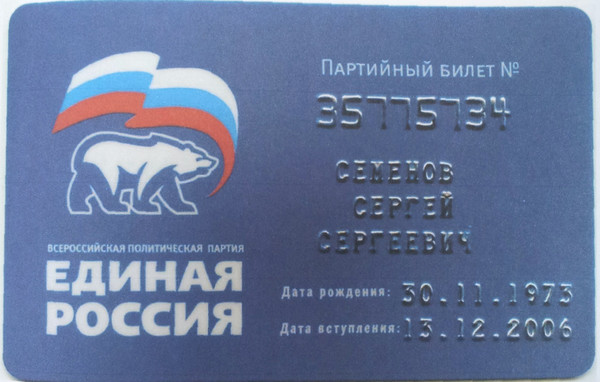 ПАРТИЙНЫЙ БИЛЕТ №
35775734
СЕМЕНОВ
СЕРГЕЙ
СЕРГЕЕВИЧ
ВСЕРОССИЙСКАЯ ПОЛИТИЧЕСКАЯ ПАРТИЯ
ЕДИНАЯ
РОССИЯ
Дата рождения: 30.11.1973
Дата вступления: 13.12.2006